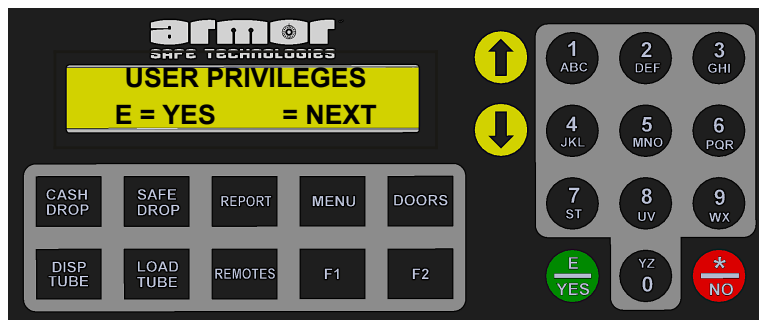 armor
SAFE TECHNOLOGIES
USER PRIVILEGES
E = YES = NEXT
CASH DROP
SAFE DROP
REPORT
MENU
DOORS
DISP TUBE
LOAD TUBE
REMOTES
F1
F2
1
ABC
2
DEF
3
GHI
4
JKL
5
MNO
6
PQR
7
ST
8
UV
9
WX
E
YES
YZ
0
*
NO